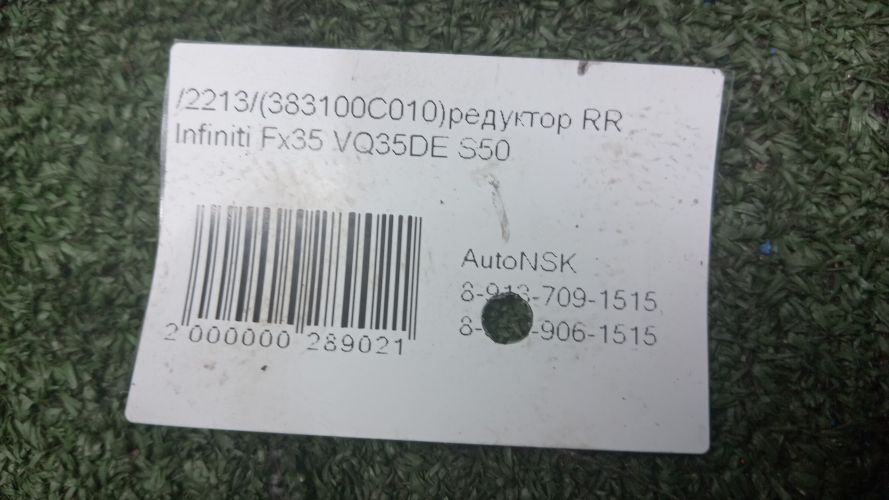 /2213/(383100C010)редуктор RR
Infiniti Fx35 VQ35DE S50
AutoNSK
8-913-709-1515
-906-1515
2 000000 289021